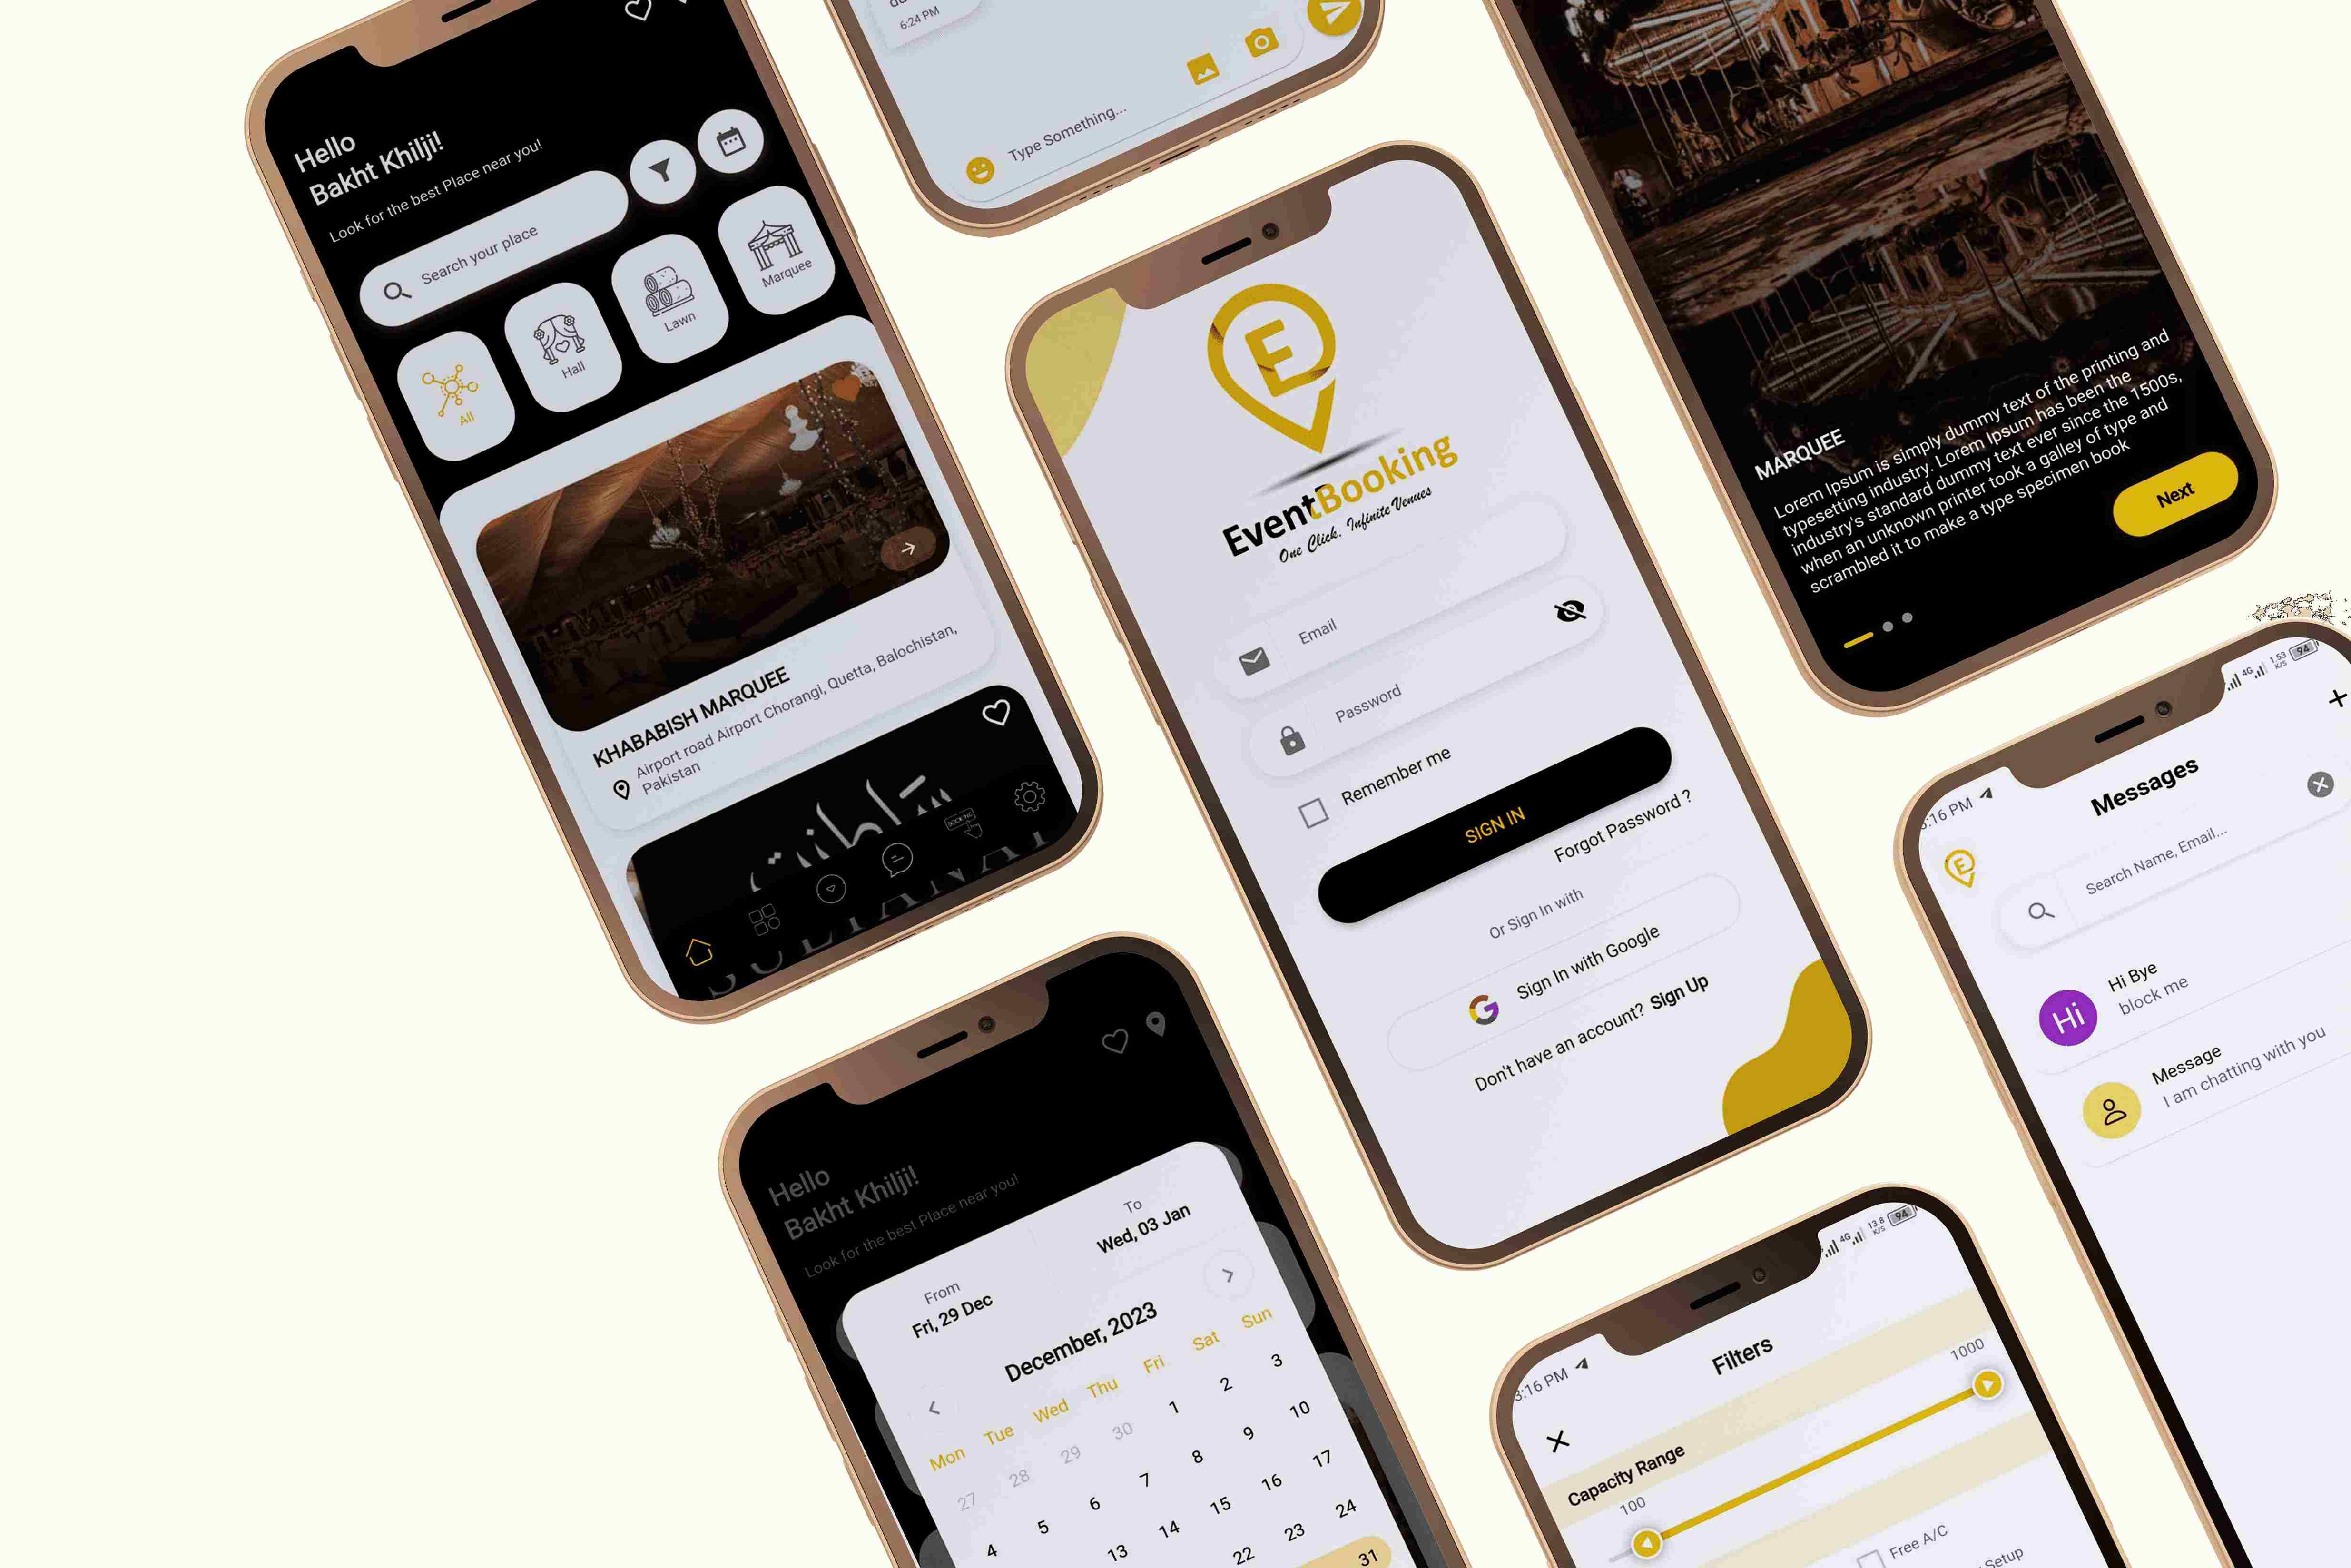 Hello
Bakht Khilji!
Look for the best Place near you!
Search your place
All
Hall
Lawn
Marquee
KHABABISH MARQUEE
Airport road Airport Chorangi, Quetta, Balochistan,
Pakistan
BOOKING
6:24 PM
Type Something...
E
EventBooking
One Click, Infinite Venues
Email
Password
Remember me
SIGN IN
Forgot Password ?
Or Sign In with
G
Sign In with Google
Don't have an account? Sign Up
MARQUEE
Lorem Ipsum is simply dummy text of the printing and
typesetting industry. Lorem Ipsum has been the
industry's standard dummy text ever since the 1500s,
when an unknown printer took a galley of type and
scrambled it to make a type specimen book
Next
Hello
Bakht Khilji!
Look for the best Place near you!
From
Fri, 29 Dec
To
Wed, 03 Jan
December, 2023
Mon Tue Wed Thu Fri Sat Sun
27 28 29 30 1 2 3
4 5 6 7 8 9 10
13 14 15 16 17
22 23 24
31
:16 PM
4G
1.53
K/S
94
Messages
E
Search Name, Email...
Hi
Hi Bye
block me
Message
I am chatting with you
3:16 PM
4G
13.8
K/S
94
Filters
Capacity Range
100
1000
Free A/C
Setup